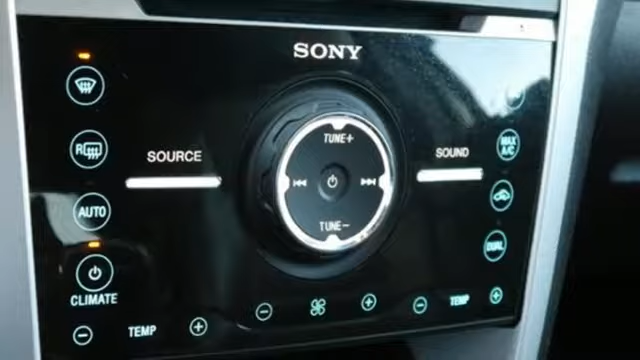 SONY
TUNE+
MAX
A/C
R
SOURCE
SOUND
AUTO
TUNE-
DUAL
CLIMATE
TEMP
TEMP